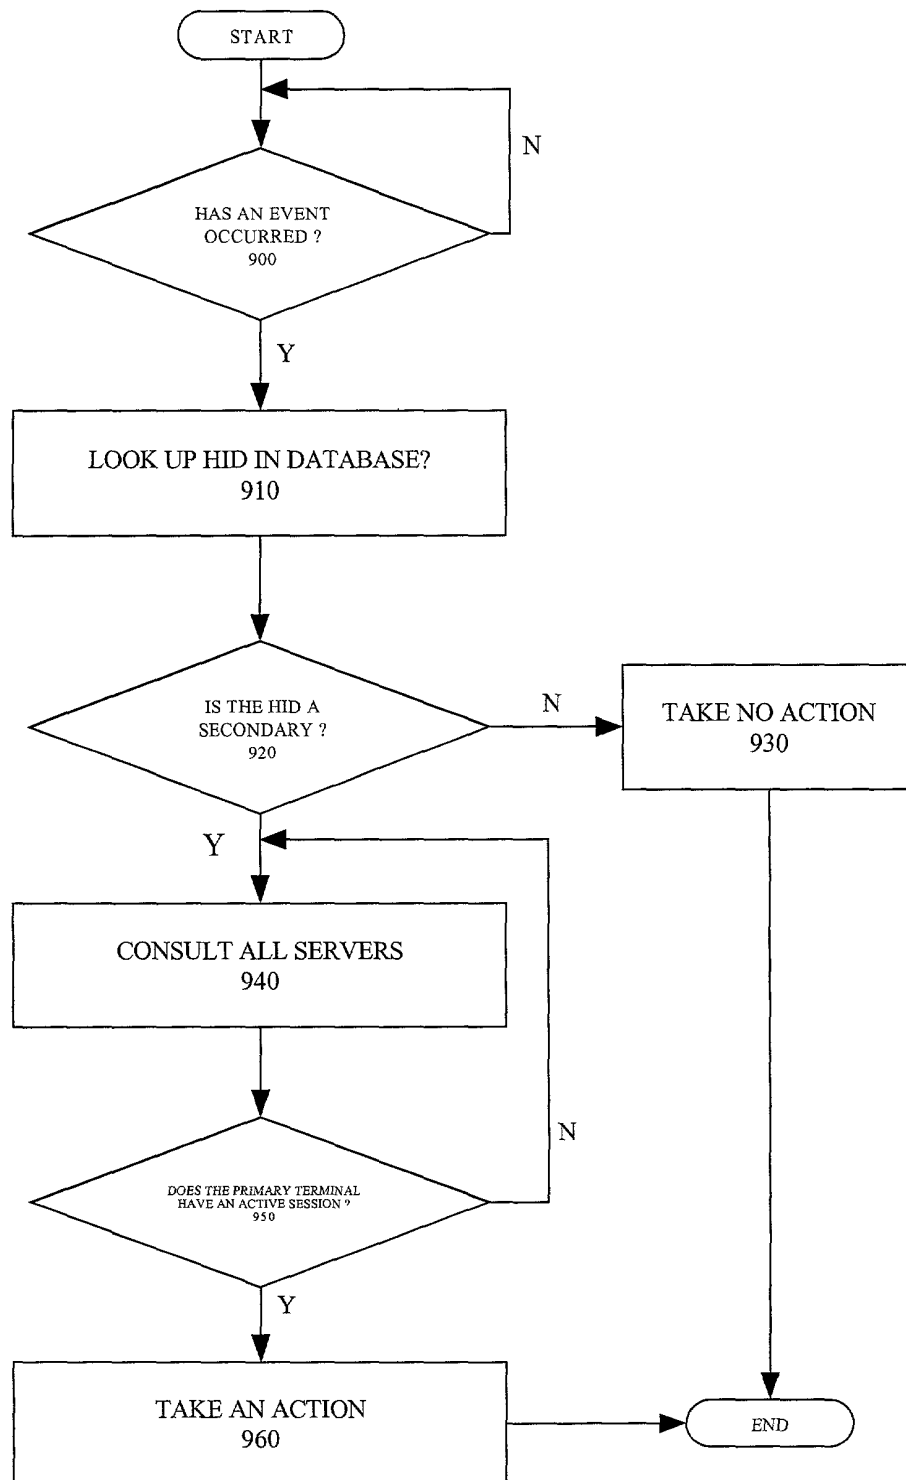 START
N
HAS AN EVENT
OCCURRED ?
900
Y
LOOK UP HID IN DATABASE?
910
IS THE HID A
SECONDARY ?
920
N
TAKE NO ACTION
930
Y
CONSULT ALL SERVERS
940
N
DOES THE PRIMARY TERMINAL
HAVE AN ACTIVE SESSION ?
950
Y
TAKE AN ACTION
960
END